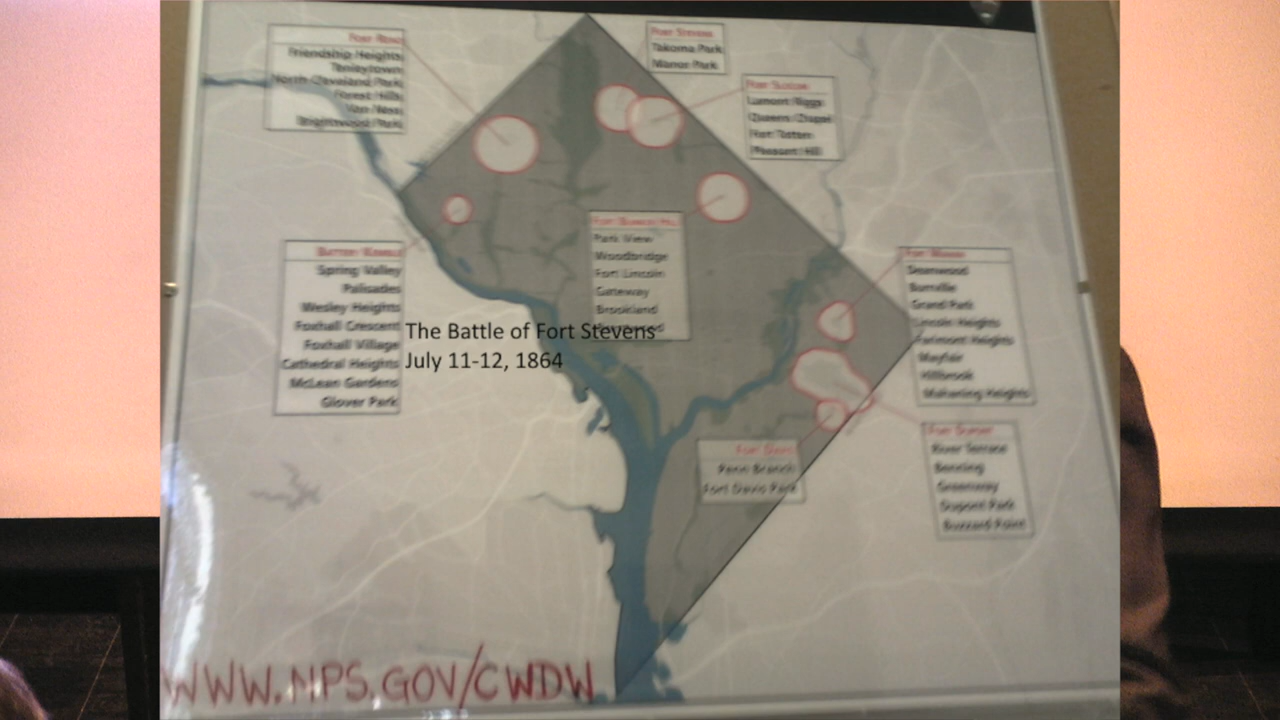 Fort Reno
Friendship Heights
Tenleytown
North Cleveland Park
Forest Hills
Van Ness
Brightwood Park
Fort Stevens
Takoma Park
Manor Park
Fort Slocum
Lamont Riggs
Queens Chapel
Fort Totten
Pleasant Hill
Battery Kemble
Spring Valley
Palisades
Wesley Heights
Foxhall Crescent
Foxhall Village
Cathedral Heights
McLean Gardens
Glover Park
Fort Bunker Hill
Park View
Woodbridge
Fort Lincoln
Gateway
Brookland
Fort Mahan
Deanwood
Burrville
Grand Park
Lincoln Heights
Fairmont Heights
Mayfair
Hillbrook
Mahaning Heights
The Battle of Fort Stevens
July 11-12, 1864
Fort Dupont
River Terrace
Benning
Greenway
Dupont Park
Buzzard Point
Fort Davis
Penn Branch
Fort Davis Park
WWW.NPS.GOV/CWDW